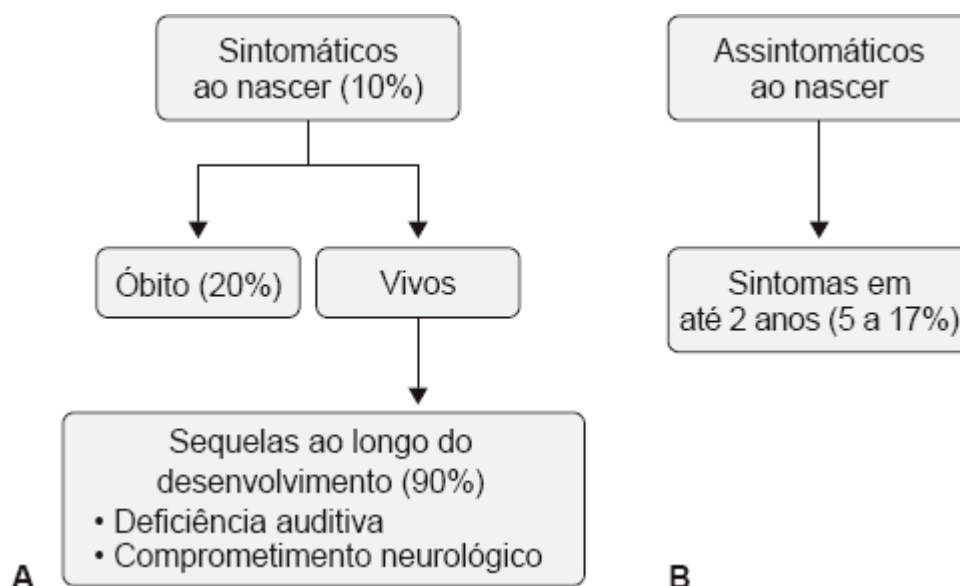 Sintomáticos
ao nascer (10%)
Óbito (20%)
Vivos
Sequelas ao longo do
desenvolvimento (90%)
• Deficiência auditiva
• Comprometimento neurológico
A
Assintomáticos
ao nascer
Sintomas em
até 2 anos (5 a 17%)
B